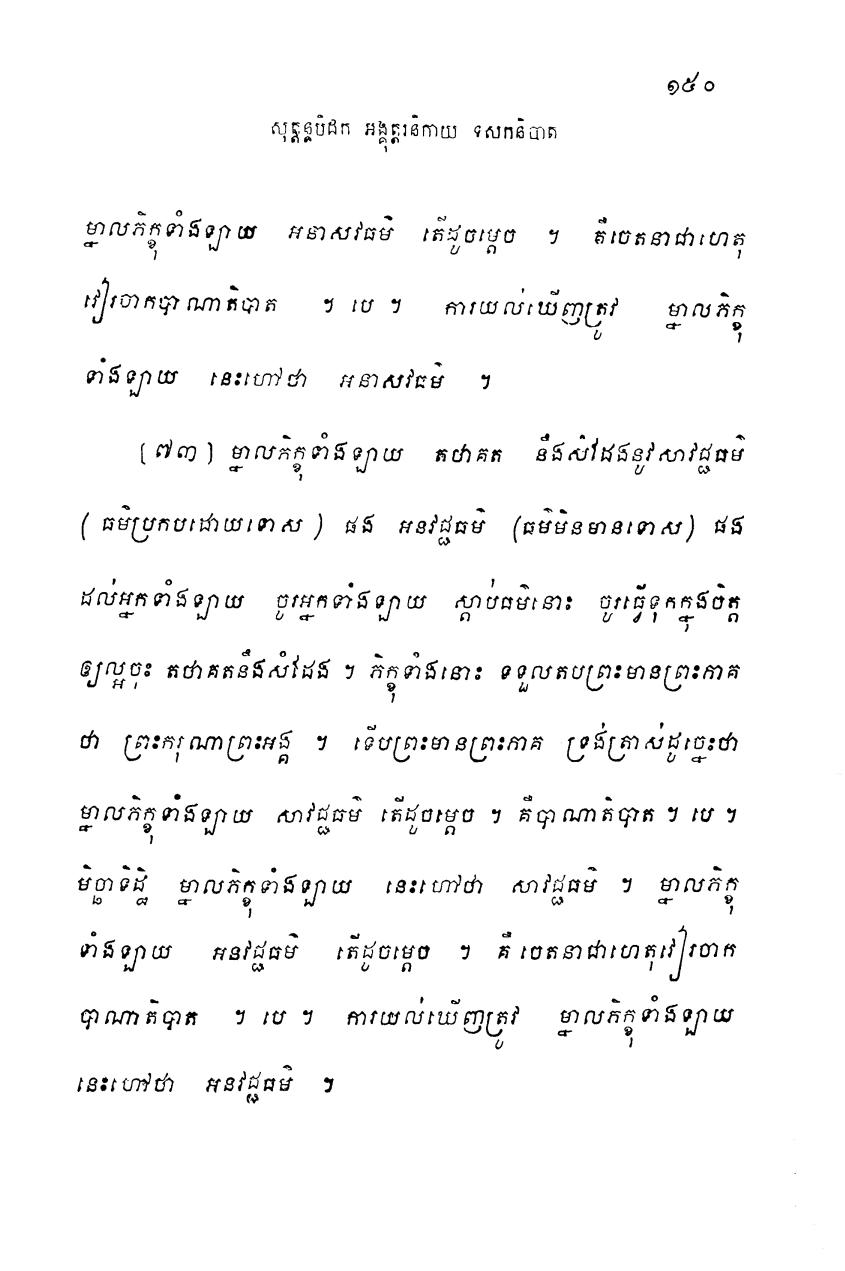 ១៥០
សុត្តន្តបិដក អង្គុត្តរនិកាយ ទសកនិបាត
ម្នាលភិក្ខុទាំងឡាយ អនាសវធម៌ តើដូចម្តេច ។ គឺចេតនាជាហេតុ
វៀរចាកបាណាតិបាត ។ បេ ។ ការយល់ឃើញត្រូវ ម្នាលភិក្ខុ
ទាំងឡាយ នេះហៅថា អនាសវធម៌ ។
(៧៣) ម្នាលភិក្ខុទាំងឡាយ តថាគត នឹងសំដែងនូវសាវជ្ជធម៌
(ធម៌ប្រកបដោយទោស) ផង អនវជ្ជធម៌ (ធម៌មិនមានទោស) ផង
ដល់អ្នកទាំងឡាយ ចូរអ្នកទាំងឡាយ ស្តាប់ធម៌នោះ ចូរធ្វើទុកក្នុងចិត្ត
ឲ្យល្អចុះ តថាគតនឹងសំដែង ។ ភិក្ខុទាំងនោះ ទទួលតបព្រះមានព្រះភាគ
ថា ព្រះករុណាព្រះអង្គ ។ ទើបព្រះមានព្រះភាគ ទ្រង់ត្រាស់ដូច្នេះថា
ម្នាលភិក្ខុទាំងឡាយ សាវជ្ជធម៌ តើដូចម្តេច ។ គឺបាណាតិបាត ។ បេ ។
មិច្ឆាទិដ្ឋិ ម្នាលភិក្ខុទាំងឡាយ នេះហៅថា សាវជ្ជធម៌ ។ ម្នាលភិក្ខុ
ទាំងឡាយ អនវជ្ជធម៌ តើដូចម្តេច ។ គឺ ចេតនាជាហេតុវៀរចាក
បាណាតិបាត ។ បេ ។ ការយល់ឃើញត្រូវ ម្នាលភិក្ខុទាំងឡាយ
នេះហៅថា អនវជ្ជធម៌ ។